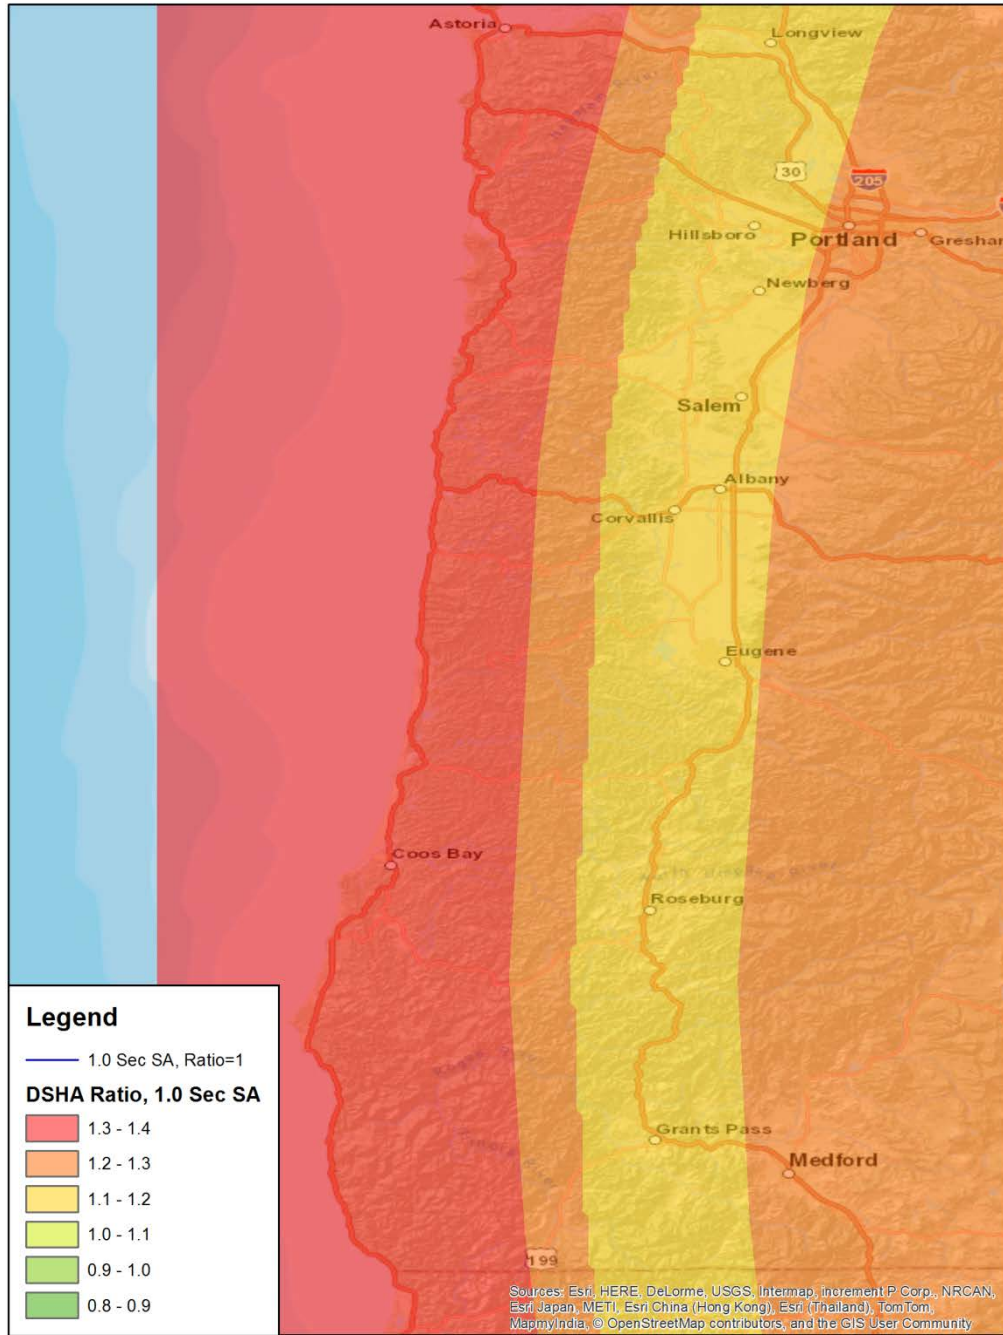 Astoria
Longview
30
205
Hillsboro
Portland
Gresham
Newberg
Salem
Albany
Corvallis
Eugene
Coos Bay
Roseburg
Grants Pass
Medford
199
Legend
1.0 Sec SA, Ratio=1
DSHA Ratio, 1.0 Sec SA
1.3 - 1.4
1.2 - 1.3
1.1 - 1.2
1.0 - 1.1
0.9 - 1.0
0.8 - 0.9
Sources: Esri, HERE, DeLorme, USGS, Intermap, increment P Corp., NRCAN,
Esri Japan, METI, Esri China (Hong Kong), Esri (Thailand), TomTom,
MapmyIndia, © OpenStreetMap contributors, and the GIS User Community